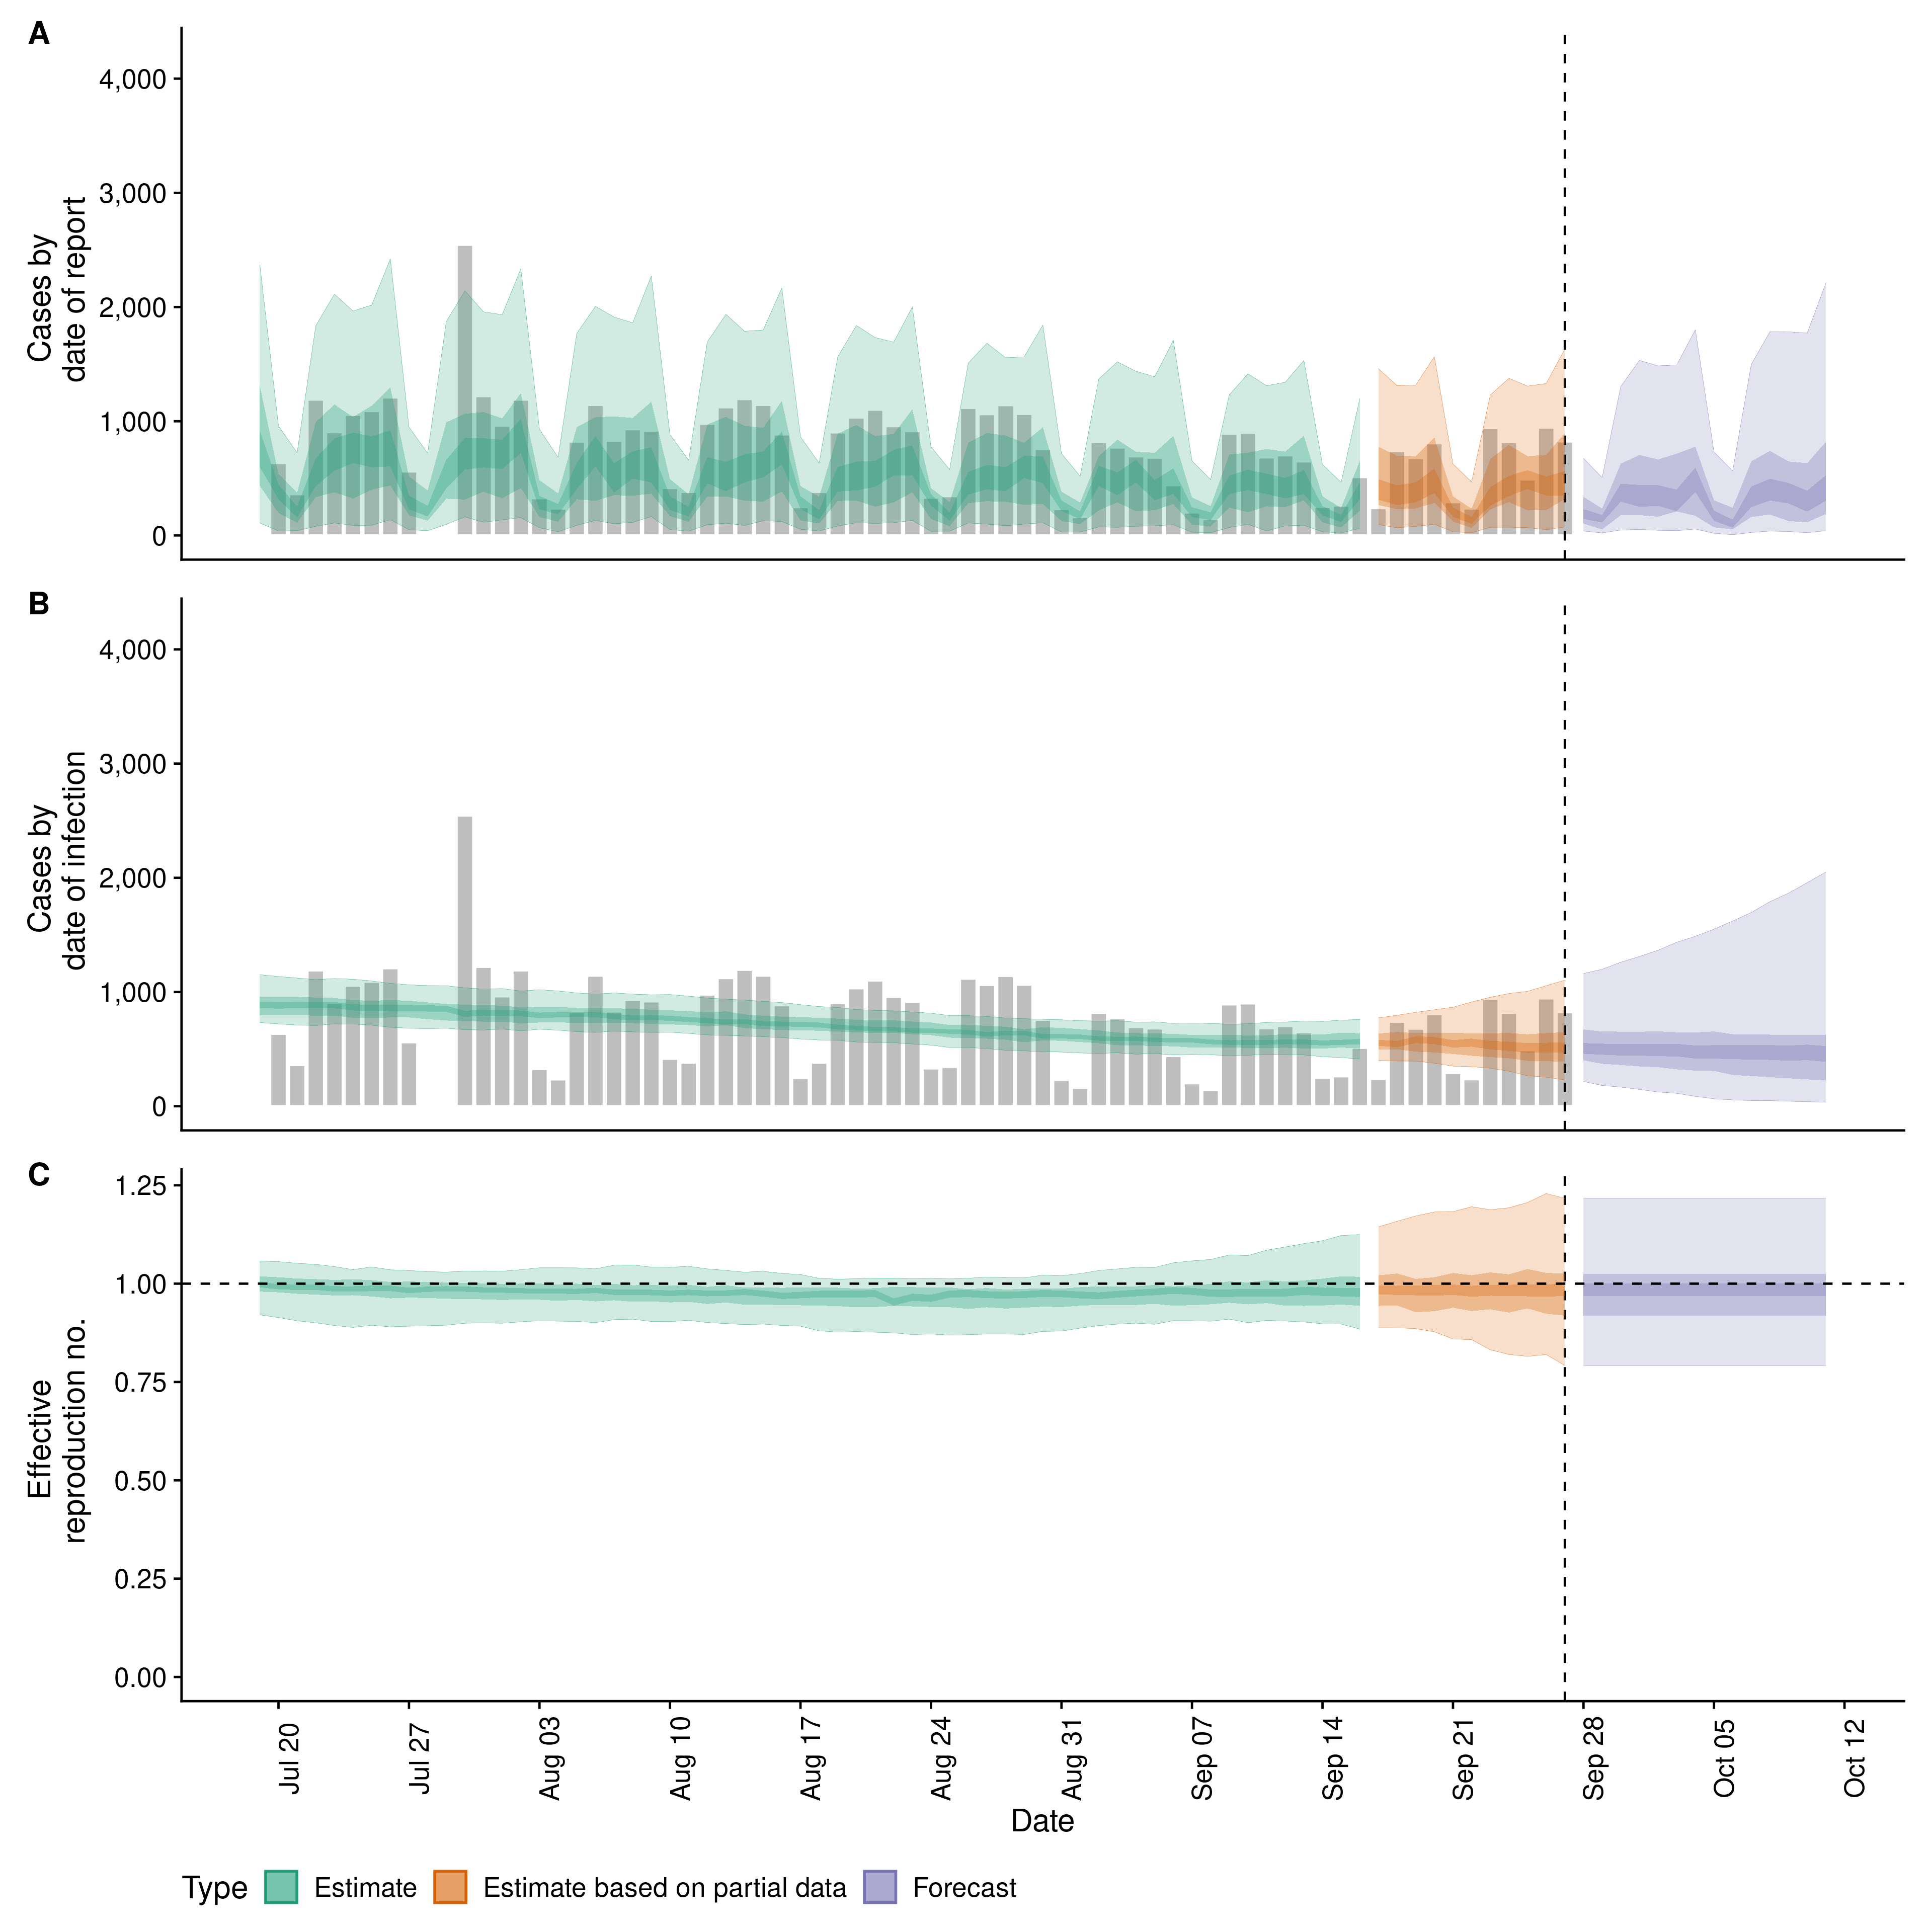 A
Cases by
date of report
4,000
3,000
2,000
1,000
0
B
Cases by
date of infection
4,000
3,000
2,000
1,000
0
C
Effective
reproduction no.
1.25
1.00
0.75
0.50
0.25
0.00
Jul 20
Jul 27
Aug 03
Aug 10
Aug 17
Aug 24
Aug 31
Sep 07
Sep 14
Sep 21
Sep 28
Oct 05
Oct 12
Date
Type Estimate Estimate based on partial data Forecast